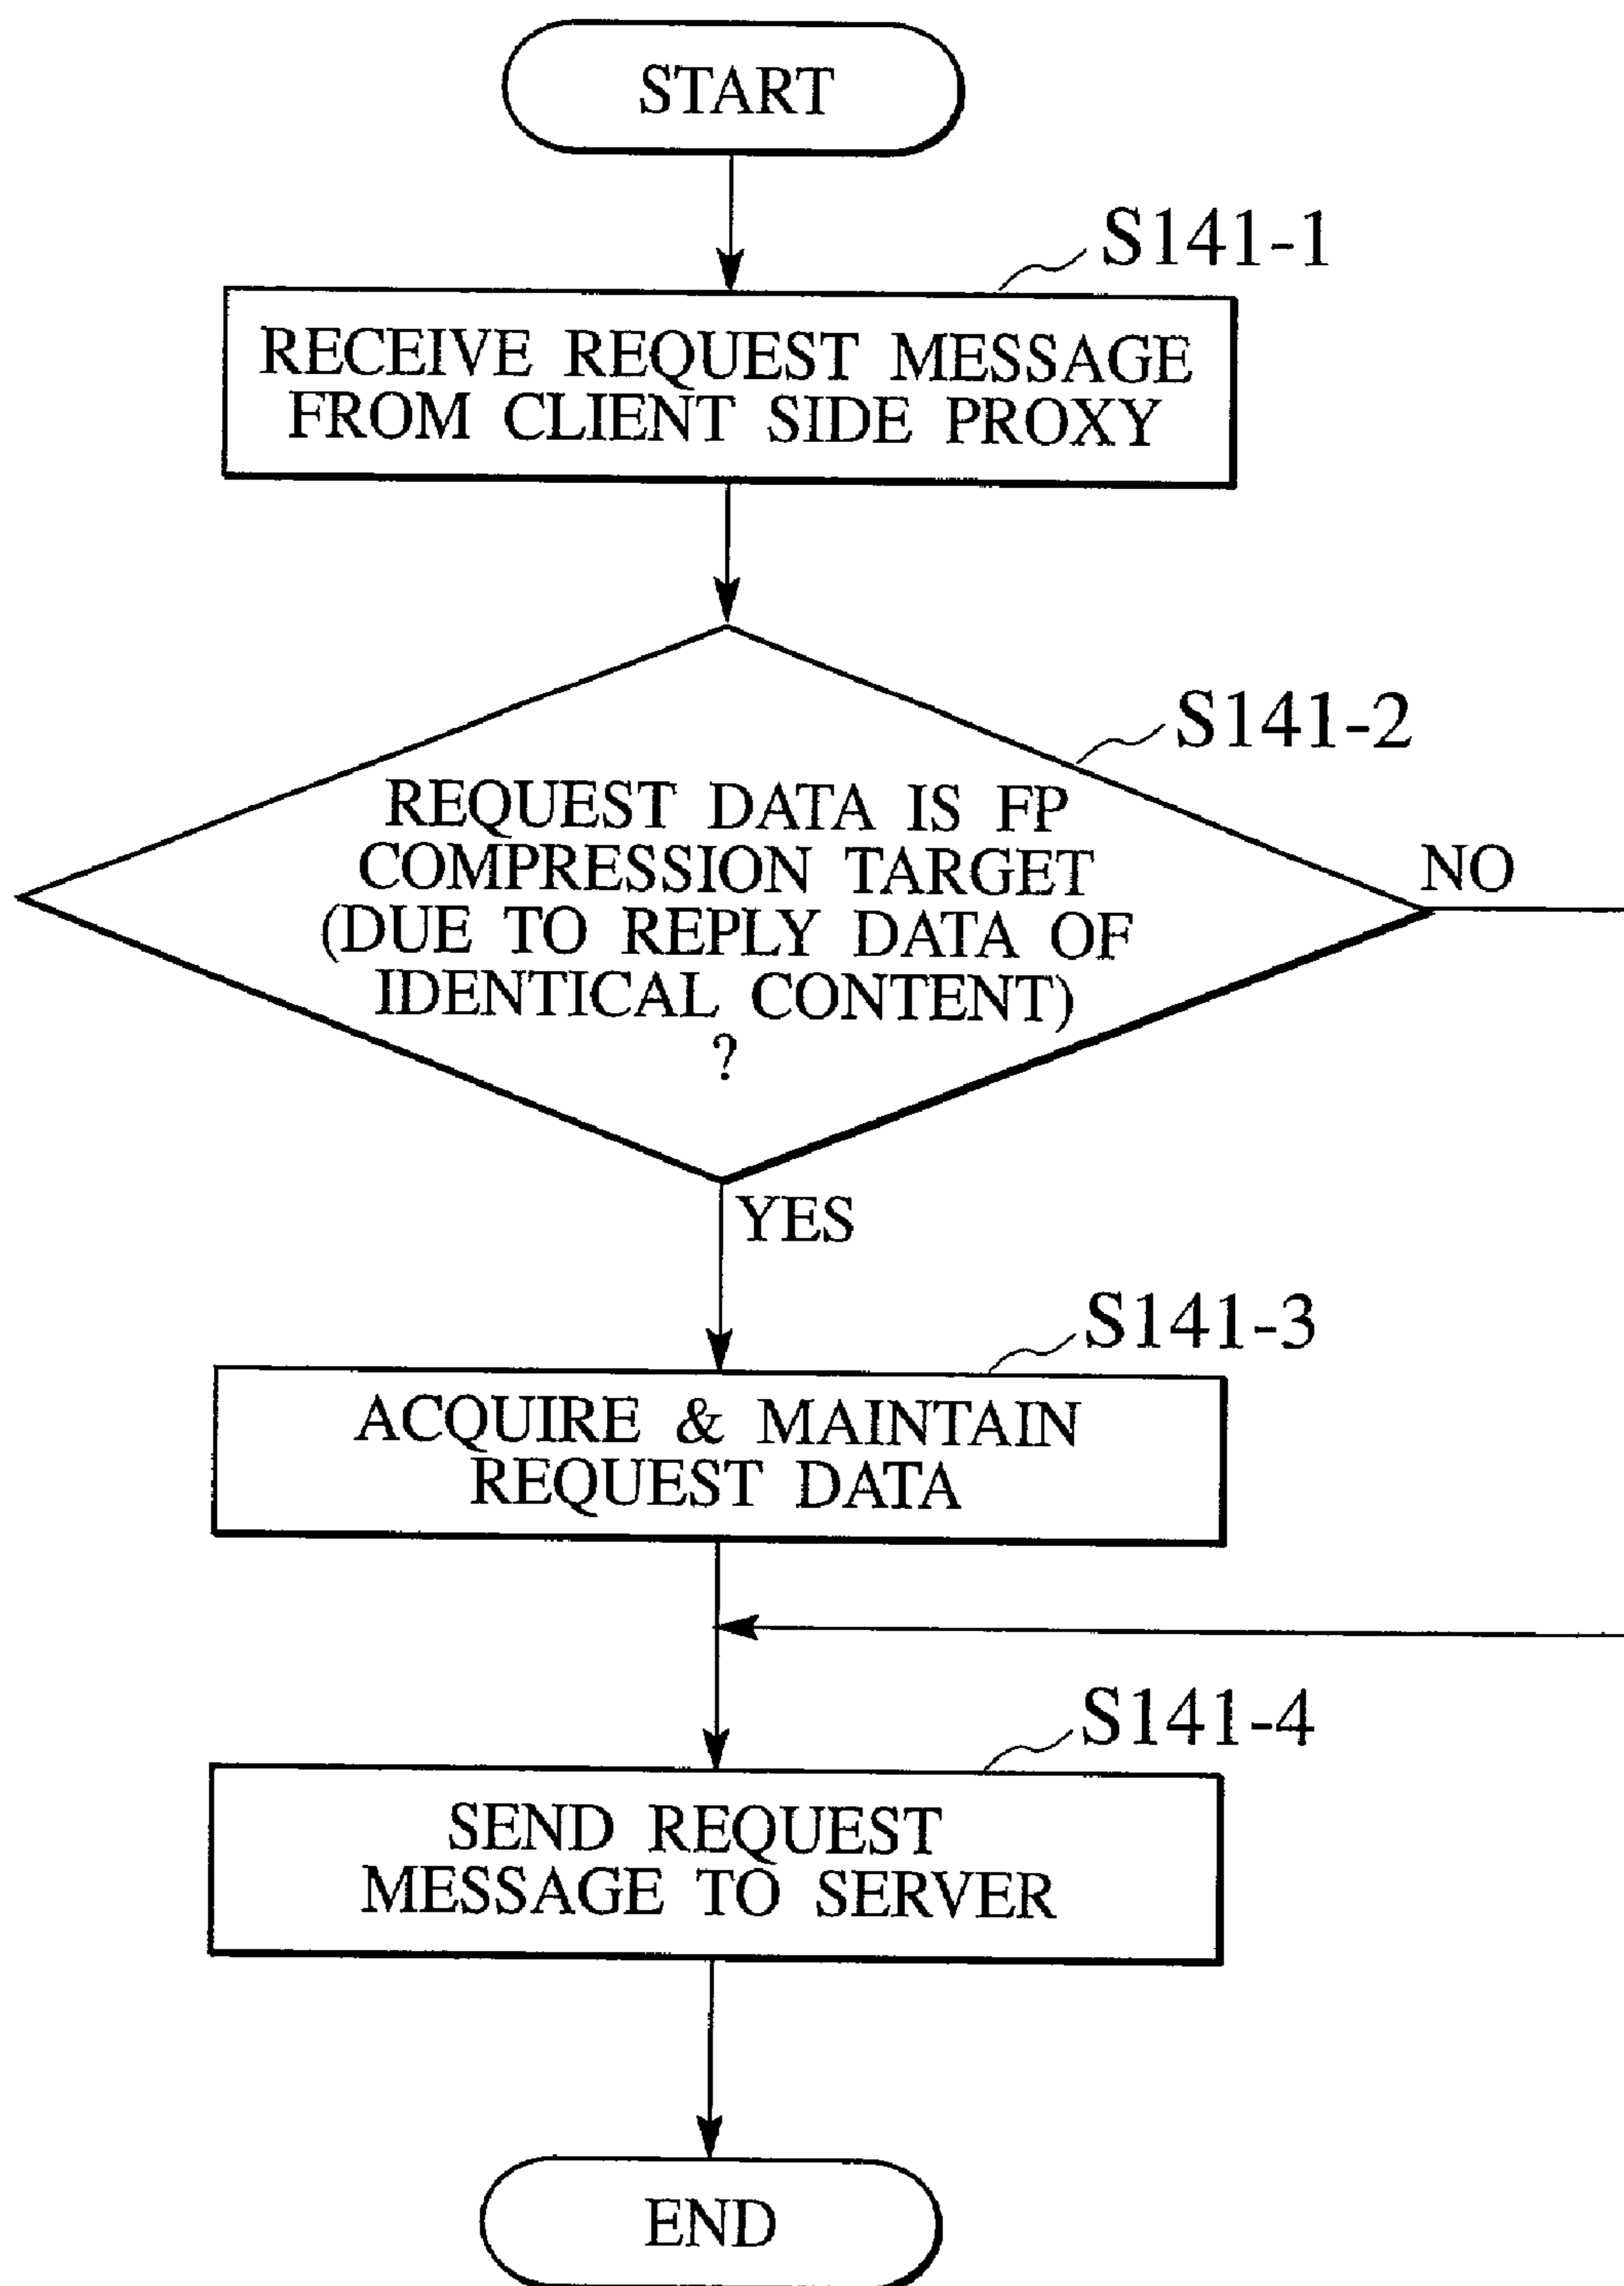 START
S141-1
RECEIVE REQUEST MESSAGE
FROM CLIENT SIDE PROXY
S141-2
REQUEST DATA IS FP
COMPRESSION TARGET
(DUE TO REPLY DATA OF
IDENTICAL CONTENT)
?
NO
YES
S141-3
ACQUIRE & MAINTAIN
REQUEST DATA
S141-4
SEND REQUEST
MESSAGE TO SERVER
END